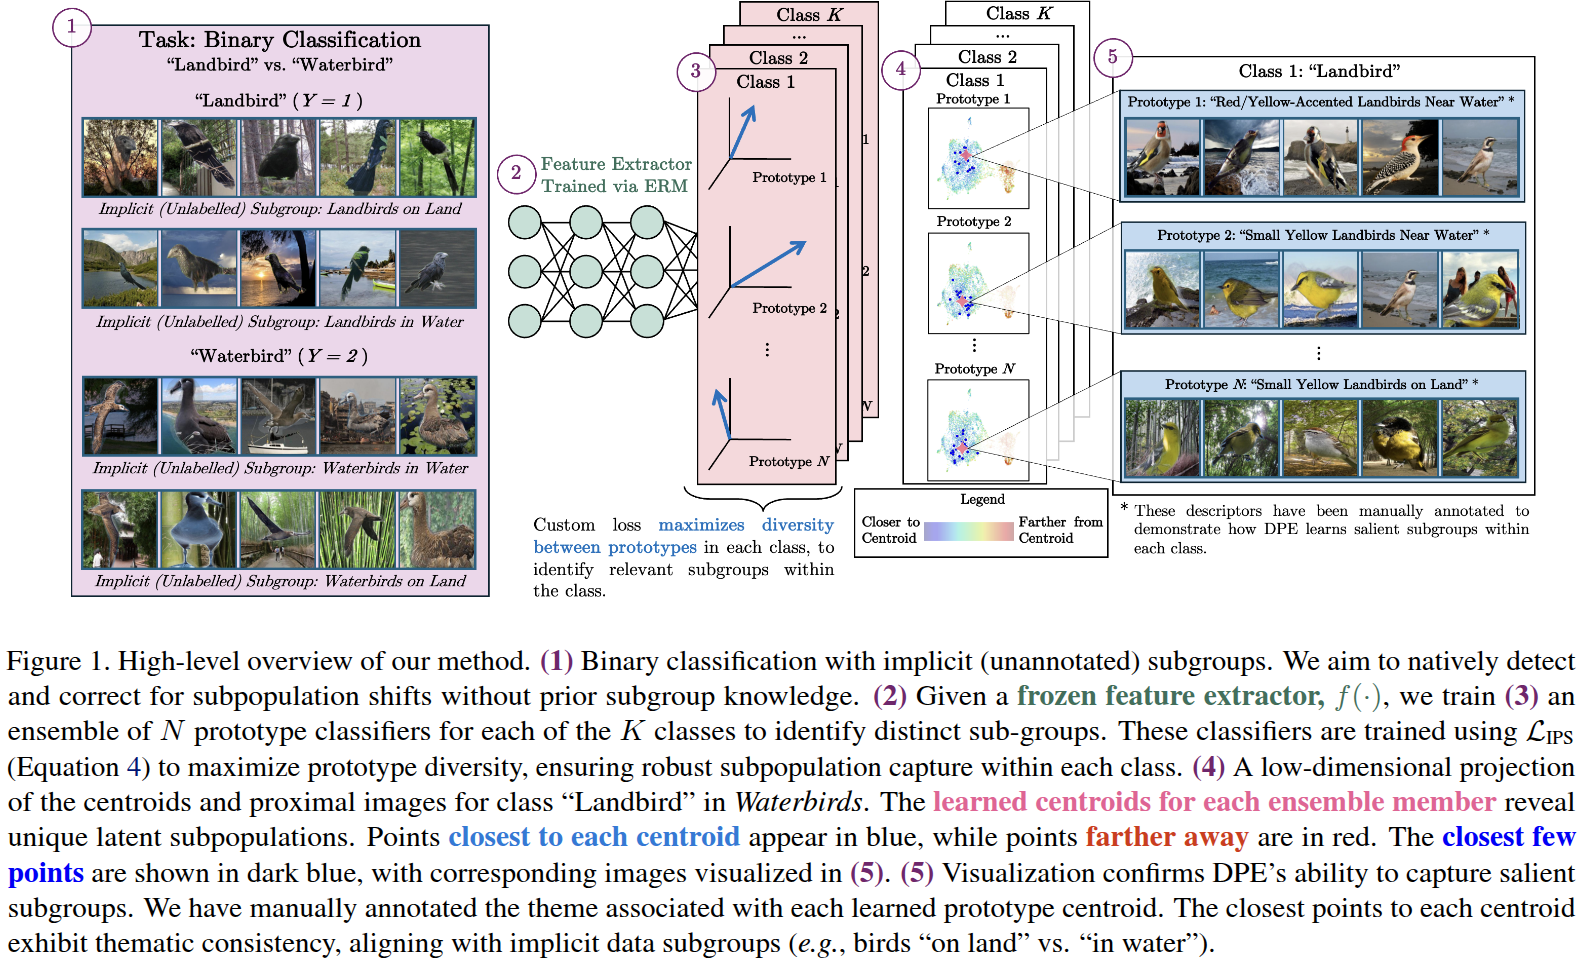 1
Task: Binary Classification
“Landbird” vs. “Waterbird”
“Landbird” ( Y = 1 )
Implicit (Unlabelled) Subgroup: Landbirds on Land
Implicit (Unlabelled) Subgroup: Landbirds in Water
“Waterbird” ( Y = 2 )
Implicit (Unlabelled) Subgroup: Waterbirds in Water
Implicit (Unlabelled) Subgroup: Waterbirds on Land
2
Feature Extractor
Trained via ERM
3
Class K
...
Class 2
Class 1
1
Prototype 1
2
Prototype 2
2
⋮
N
Prototype N
Custom loss maximizes diversity
between prototypes in each class, to
identify relevant subgroups within
the class.
4
Class K
...
Class 2
Class 1
Prototype 1
Prototype 2
⋮
Prototype N
Legend
Closer to
Centroid
Farther from
Centroid
5
Class 1: “Landbird”
Prototype 1: “Red/Yellow-Accented Landbirds Near Water” *
Prototype 2: “Small Yellow Landbirds Near Water” *
⋮
Prototype N: “Small Yellow Landbirds on Land” *
* These descriptors have been manually annotated to
demonstrate how DPE learns salient subgroups within
each class.
Figure 1. High-level overview of our method. (1) Binary classification with implicit (unannotated) subgroups. We aim to natively detect
and correct for subpopulation shifts without prior subgroup knowledge. (2) Given a frozen feature extractor, f(·), we train (3) an
ensemble of N prototype classifiers for each of the K classes to identify distinct sub-groups. These classifiers are trained using ℒIPS
(Equation 4) to maximize prototype diversity, ensuring robust subpopulation capture within each class. (4) A low-dimensional projection
of the centroids and proximal images for class “Landbird” in Waterbirds. The learned centroids for each ensemble member reveal
unique latent subpopulations. Points closest to each centroid appear in blue, while points farther away are in red. The closest few
points are shown in dark blue, with corresponding images visualized in (5). (5) Visualization confirms DPE’s ability to capture salient
subgroups. We have manually annotated the theme associated with each learned prototype centroid. The closest points to each centroid
exhibit thematic consistency, aligning with implicit data subgroups (e.g., birds “on land” vs. “in water”).